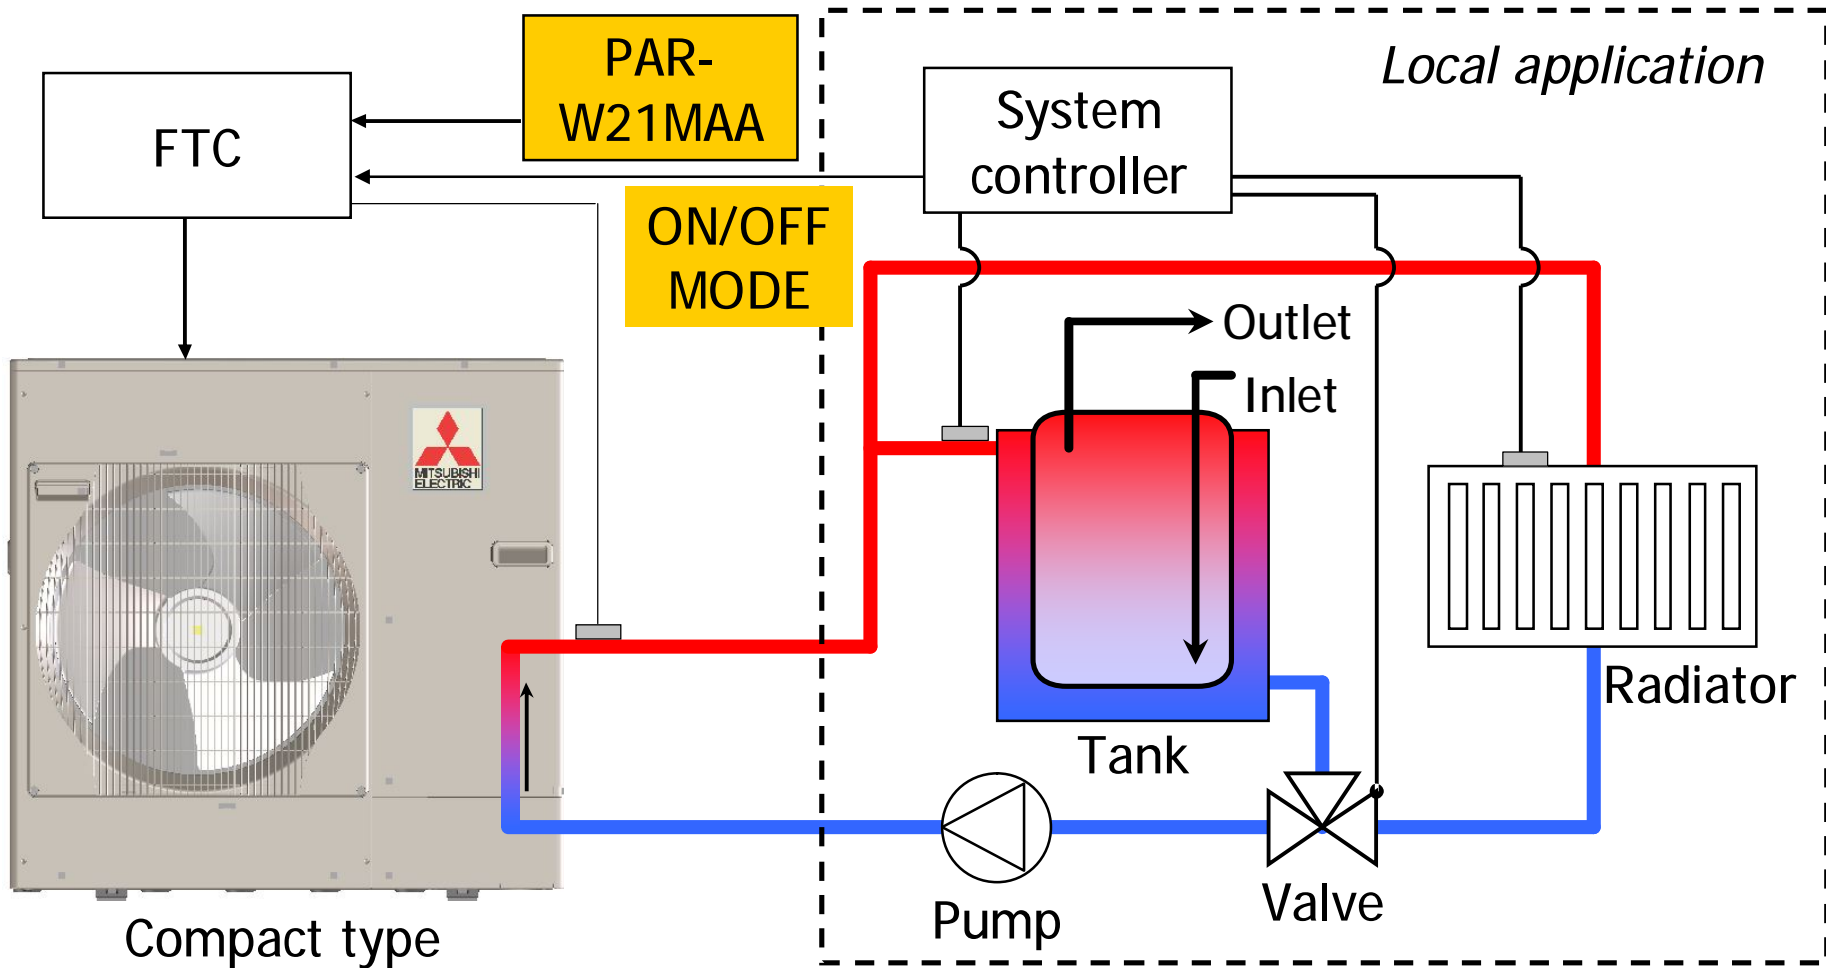 PAR-
W21MAA
Local application
FTC
System
controller
ON/OFF
MODE
Outlet
Inlet
MITSUBISHI
ELECTRIC
Radiator
Tank
Valve
Pump
Compact type